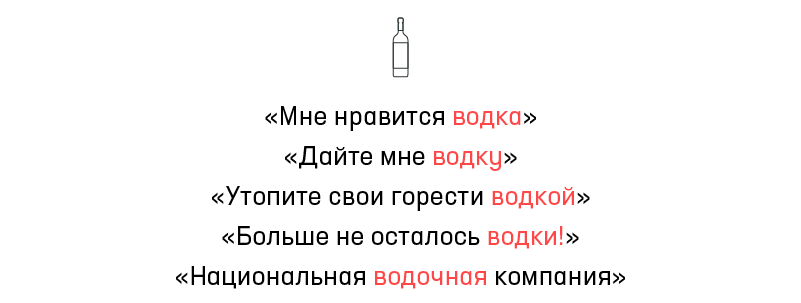 «Мне нравится водка»
«Дайте мне водку»
«Утопите свои горести водкой»
«Больше не осталось водки!»
«Национальная водочная компания»